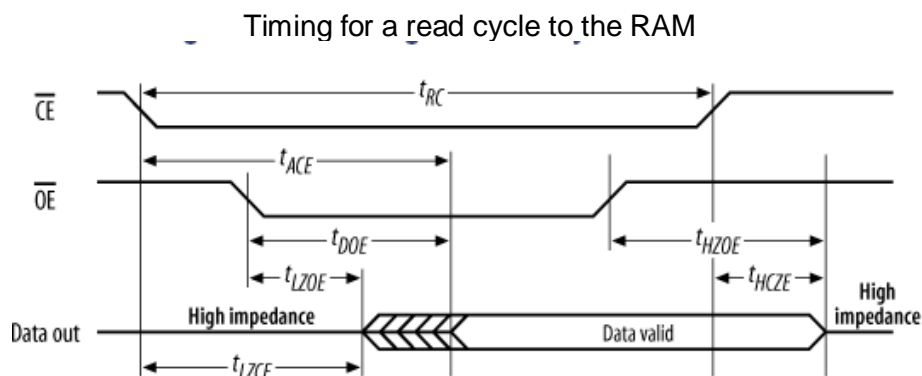 Timing for a read cycle to the RAM
CE
tRC
tACE
OE
tDOE
tHZOE
tLZOE
tHCZE
High
impedance
High impedance
Data out
Data valid
tLZCE